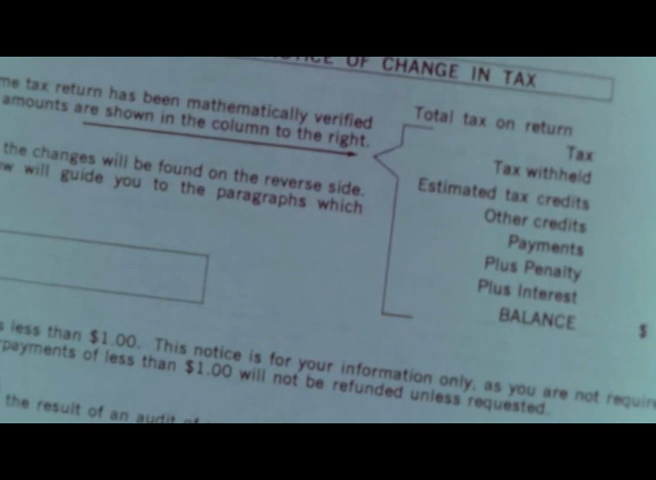 OF CHANGE IN TAX
me tax return has been mathematically verified
amounts are shown in the column to the right.
the changes will be found on the reverse side.
w will guide you to the paragraphs which
Total tax on return
Tax
Tax withheld
Estimated tax credits
Other credits
Payments
Plus Penalty
Plus Interest
BALANCE $
s less than $1.00. This notice is for your information only, as you are not require
payments of less than $1.00 will not be refunded unless requested.
the result of an audit of